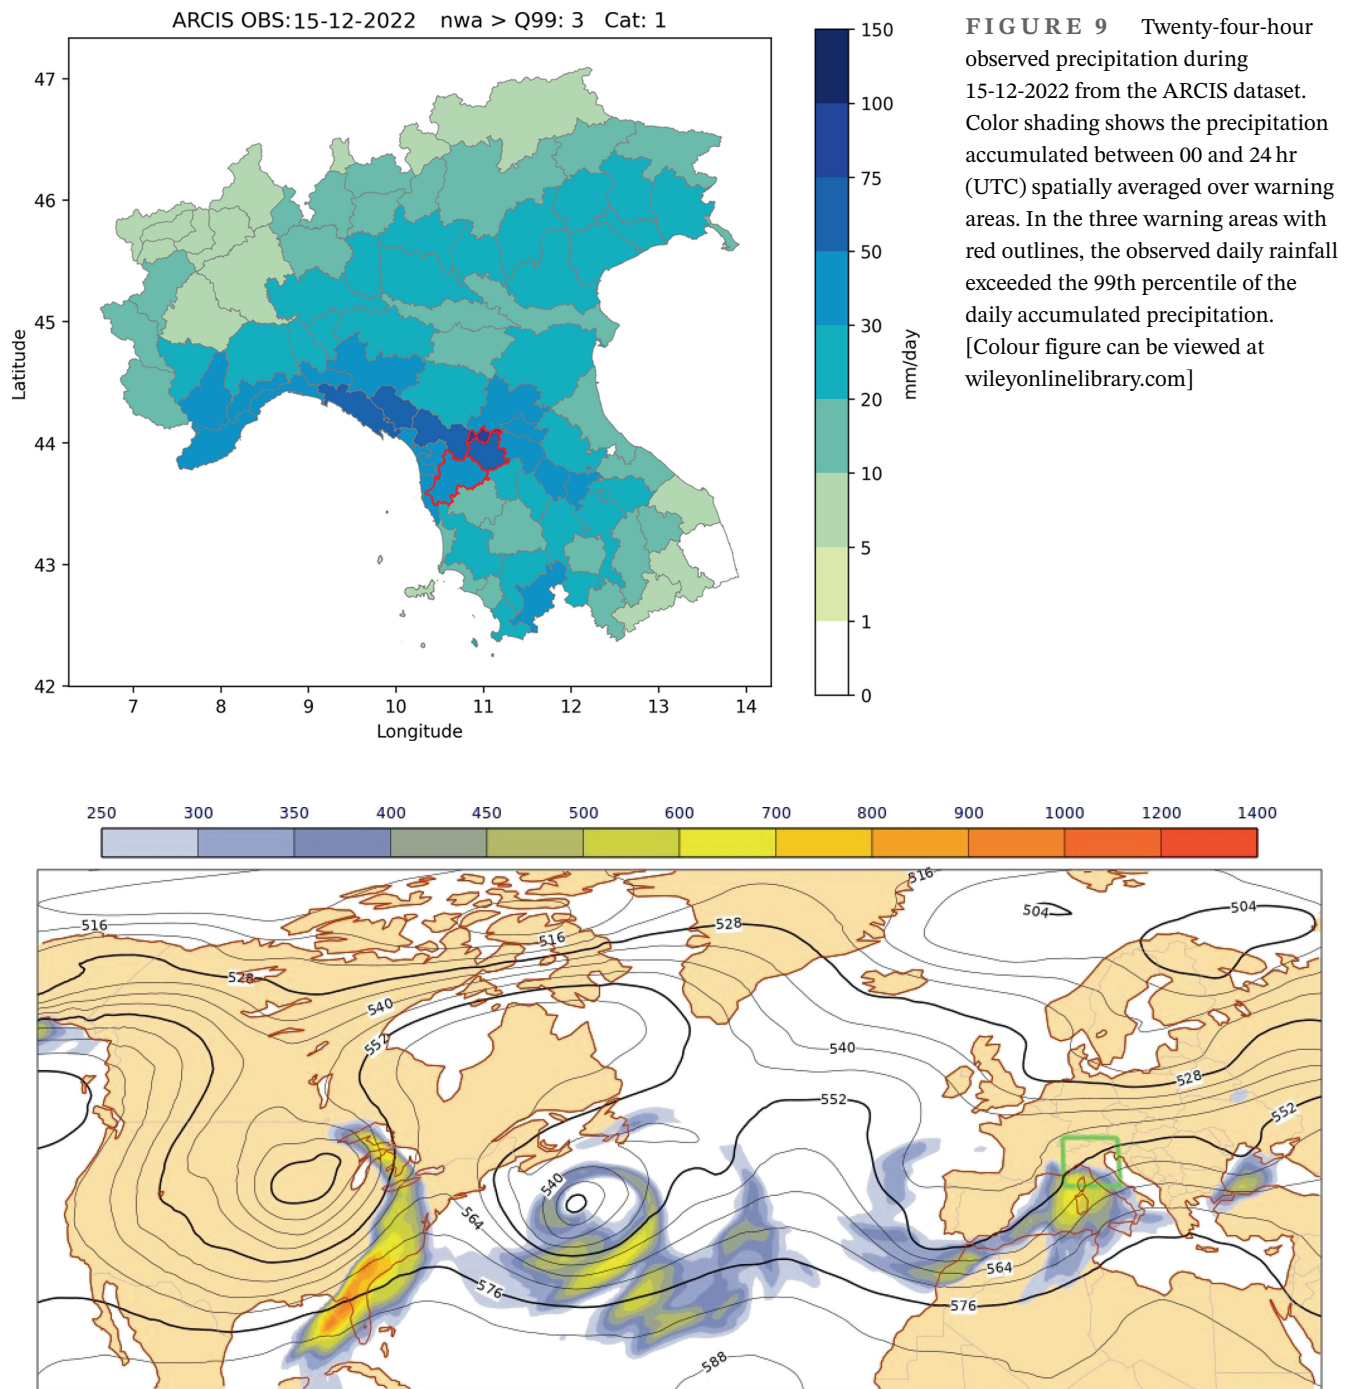 ARCIS OBS:15-12-2022 nwa > Q99: 3 Cat: 1
47
46
45
44
43
42
Latitude
7 8 9 10 11 12 13 14
Longitude
150
100
75
50
30
20
10
5
1
0
mm/day
FIGURE 9 Twenty-four-hour
observed precipitation during
15-12-2022 from the ARCIS dataset.
Color shading shows the precipitation
accumulated between 00 and 24 hr
(UTC) spatially averaged over warning
areas. In the three warning areas with
red outlines, the observed daily rainfall
exceeded the 99th percentile of the
daily accumulated precipitation.
[Colour figure can be viewed at
wileyonlinelibrary.com]
250 300 350 400 450 500 600 700 800 900 1000 1200 1400
516
504
504
516
528
516
528
540
552
540
528
552
552
540
564
564
576
576
588